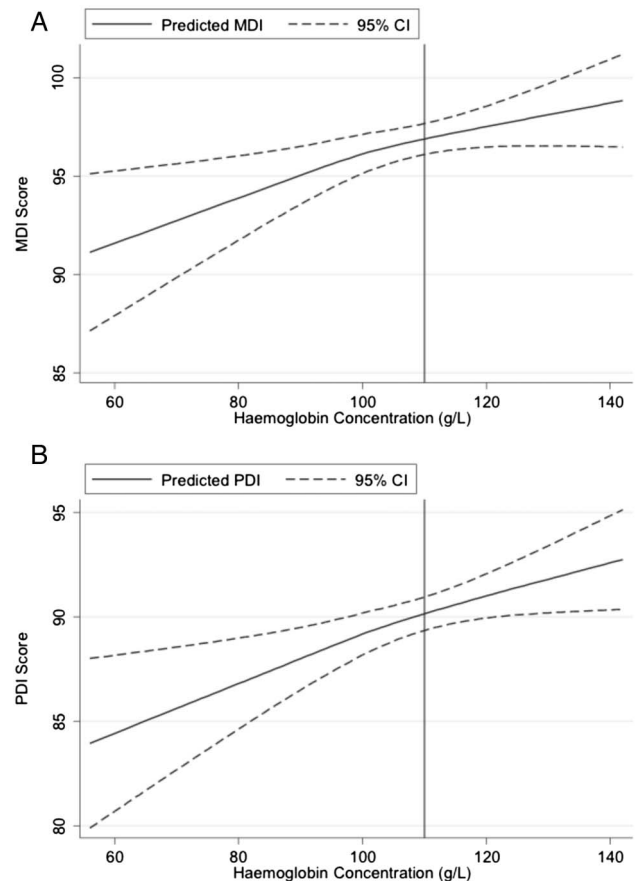 A
Predicted MDI 95% CI
MDI Score
100
95
90
85
60 80 100 120 140
Haemoglobin Concentration (g/L)
B
Predicted PDI 95% CI
PDI Score
95
90
85
80
60 80 100 120 140
Haemoglobin Concentration (g/L)